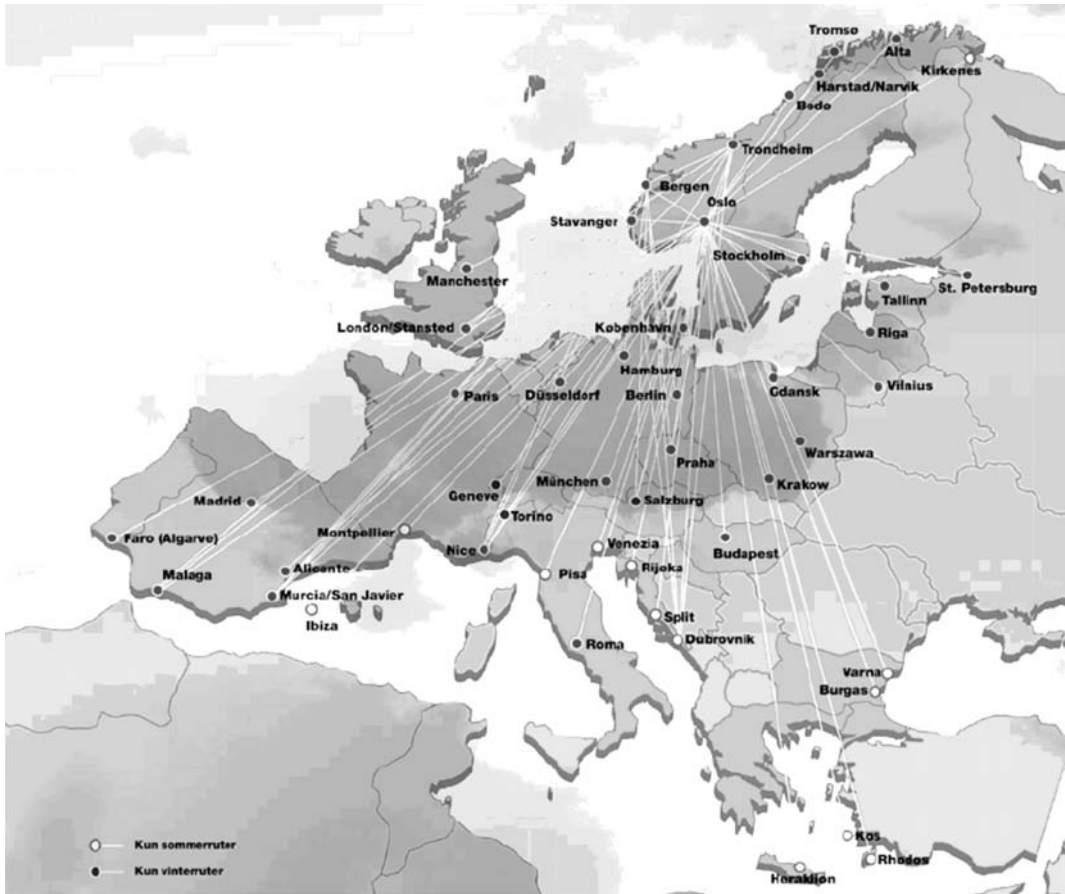 Tromsø
Alta
Kirkenes
Harstad/Narvik
Bodø
Trondheim
Bergen
Oslo
Stavanger
Stockholm
St. Petersburg
Manchester
Tallinn
London/Stansted
København
Riga
Hamburg
Gdansk
Vilnius
Paris
Düsseldorf
Berlin
Warszawa
Praha
Geneve
München
Krakow
Madrid
Salzburg
Torino
Montpellier
Faro (Algarve)
Nice
Venezia
Budapest
Alicante
Pisa
Rijeka
Malaga
Murcia/San Javier
Ibiza
Split
Roma
Dubrovnik
Varna
Burgas
Kos
Rhodos
Heraklion
Kun sommerruter
Kun vinterruter